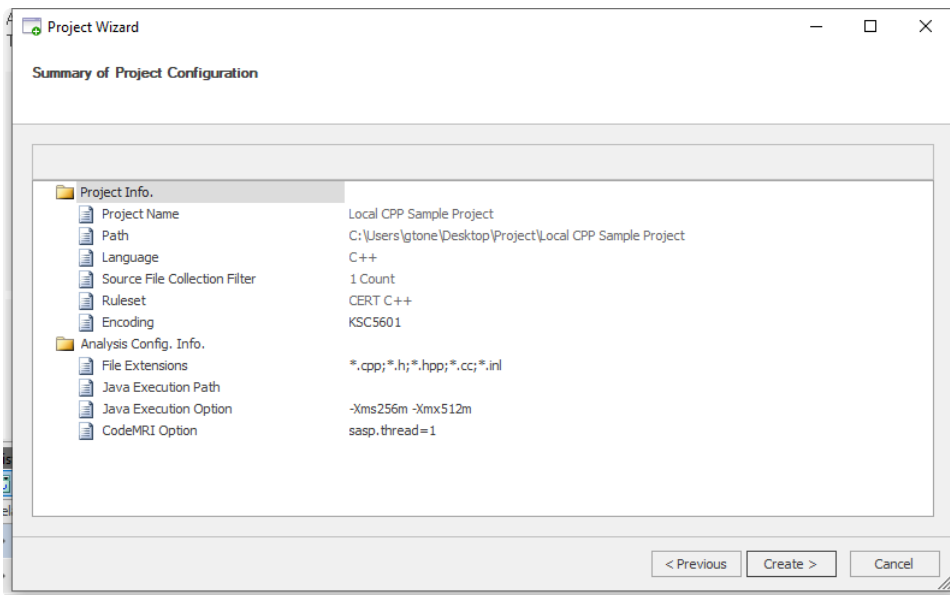 Project Wizard
Summary of Project Configuration
Project Info.
Project Name Local CPP Sample Project
Path C:\Users\gtone\Desktop\Project\Local CPP Sample Project
Language C++
Source File Collection Filter 1 Count
Ruleset CERT C++
Encoding KSC5601
Analysis Config. Info.
File Extensions *.cpp;*.h;*.hpp;*.cc;*.inl
Java Execution Path
Java Execution Option -Xms256m -Xmx512m
CodeMRI Option sasp.thread=1
< Previous Create > Cancel